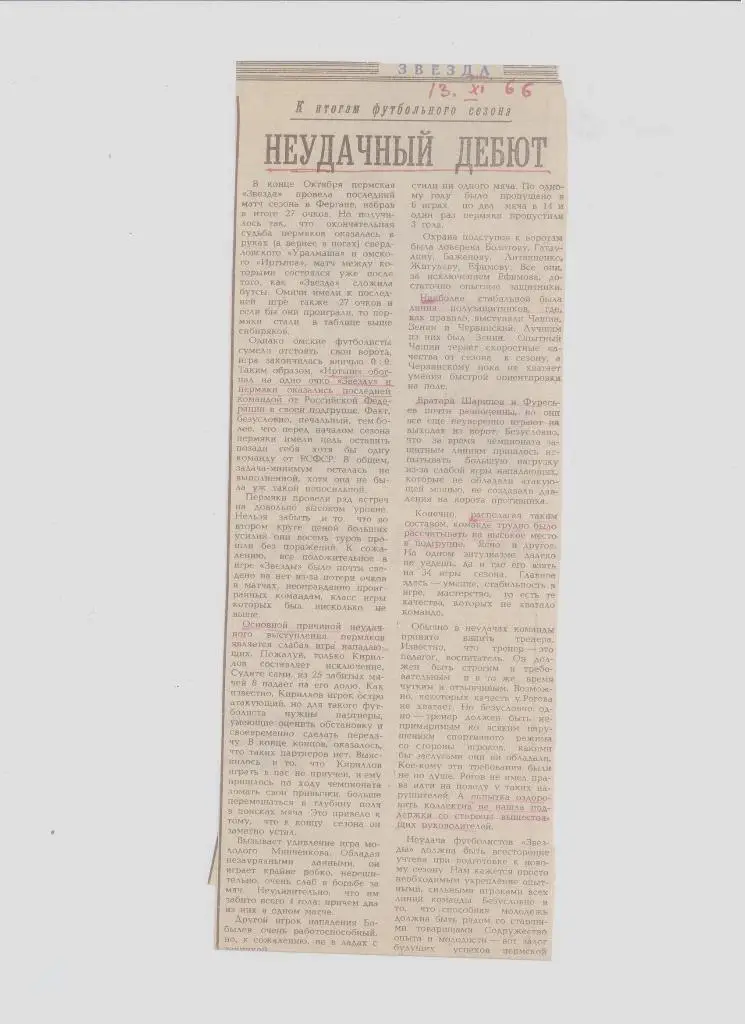 ЗВЕЗДА
13. XI 66
К итогам футбольного сезона
НЕУДАЧНЫЙ ДЕБЮТ
В конце Октября пермская
«Звезда» провела последний
матч сезона в Фергане, набрав
в итоге 27 очков. Но получи-
лось так, что окончательная
судьба пермяков оказалась в
руках (а вернее в ногах) сверд-
ловского «Уралмаша» и омско-
го «Иртыша», матч между ко-
торыми состоялся уже после
того, как «Звезда» сложила
бутсы. Омичи имели к послед-
ней игре также 27 очков и
если бы они проиграли, то пер-
мяки стали в таблице выше
сибиряков.
Однако омские футболисты
сумели отстоять свои ворота,
игра закончилась вничью 0:0.
Таким образом, «Иртыш» обог-
нал на одно очко «Звезду» и
пермяки оказались последней
командой от Российской Феде-
рации в своей подгруппе. Факт,
безусловно, печальный, тем бо-
лее, что перед началом сезона
пермяки имели цель оставить
позади себя хотя бы одну
команду от РСФСР. В общем,
задача-минимум осталась не
выполненной, хотя она не бы-
ла уж такой непосильной.
Пермяки провели ряд встреч
на довольно высоком уровне.
Нельзя забыть и то что во
втором круге ценой больших
усилий они восемь туров про-
шли без поражений. К сожа-
лению, все положительное в
игре «Звезды» было почти све-
дено на нет из-за потери очков
в матчах, неоправданно проиг-
ранных командам, класс игры
которых был нисколько не
выше.
Основной причиной неудач-
ного выступления пермяков
является слабая игра нападаю-
щих. Пожалуй, только Кирил-
лов составляет исключение.
Судите сами, из 26 забитых мя-
чей 8 падает на его долю. Как
известно, Кириллов игрок остро
атакующий, но для такого фут-
болиста нужны партнеры,
умеющие оценить обстановку и
своевременно сделать переда-
чу. В конце концов, оказалось,
что таких партнеров нет. Выяс-
нилось и то, что Кириллов
играть в пас не приучен, и ему
пришлось по ходу чемпионата
ломать свои привычки, больше
перемещаться в глубину поля
в поисках мяча. Это привело к
тому, что к концу сезона он
заметно устал.
Вызывает удивление игра мо-
лодого Минченкова. Обладая
незаурядными данными, он
играет крайне робко, нереши-
тельно, очень слаб в борьбе за
мяч. Неудивительно, что им
забито всего 4 гола: причем два
из них в одном матче.
Другой игрок нападения Бо-
былев очень работоспособный,
но, к сожалению, не в ладах с
стили ни одного мяча. По одно-
му голу было пропущено в
6 играх, по два мяча в 14 и
один раз пермяки пропустили
3 гола.
Охрана подступов к воротам
была доверена Болотову, Гатау-
лину, Баженову, Литвиненко,
Жигулеву, Ефимову. Все они,
за исключением Ефимова, до-
статочно опытные защитники.
Наиболее стабильной была
линия полузащитников, где,
как правило, выступали Чашин,
Зенин и Червинский. Лучшим
из них был Зенин. Опытный
Чашин теряет скоростные ка-
чества от сезона к сезону, а
Червинскому пока не хватает
умения быстрой ориентировки
на поле.
Вратари Шарипов и Фурсь-
ев почти равноценны, но они
все еще неуверенно играют на
выходах из ворот. Безусловно,
что за время чемпионата за-
щитным линиям пришлось ис-
пытывать большую нагрузку
из-за слабой игры нападающих,
которые не обладали атакую-
щей мощью, не создавали дав-
ления на ворота противника.
Конечно, располагая таким
составом, команде трудно было
рассчитывать на высокое место
в подгруппе. Ясно и другое.
На одном энтузиазме далеко
не уедешь, да и где его взять
на 34 игры сезона. Главное
здесь — умение, стабильность в
игре, мастерство, то есть те
качества, которых не хватало
команде.
Обычно в неудачах команды
принято винить тренера.
Известно, что тренер — это
педагог, воспитатель. Он дол-
жен быть строгим и требо-
вательным и в то же время
чутким и отзывчивым. Возмож-
но, некоторых качеств у Рогова
не хватает. Но безусловно од-
но — тренер должен быть не-
примиримым ко всяким нару-
шениям спортивного режима
со стороны игроков, какими
бы заслугами они ни обладали.
Кое-кому эти требования были
не по душе. Рогов не имел пра-
ва идти на поводу у таких на-
рушителей. А попытка оздоро-
вить коллектив не нашла под-
держки со стороны вышестоя-
щих руководителей.
Неудача футболистов «Звез-
ды» должна быть всесторонне
учтена при подготовке к ново-
му сезону. Нам кажется просто
необходимым укрепление опыт-
ными, сильными игроками всех
линий команды. Безусловно и
то, что способная молодежь
должна быть рядом со старши-
ми товарищами. Содружество
опыта и молодости — вот залог
будущих успехов пермской